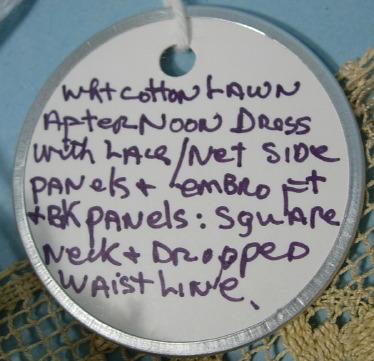 Wht cotton LAWN
AfterNOON Dress
with LACE/Net SIDE
PANels + embro Ft
+ BK PANels: Square
Neck + Dropped
WAISTLINE.